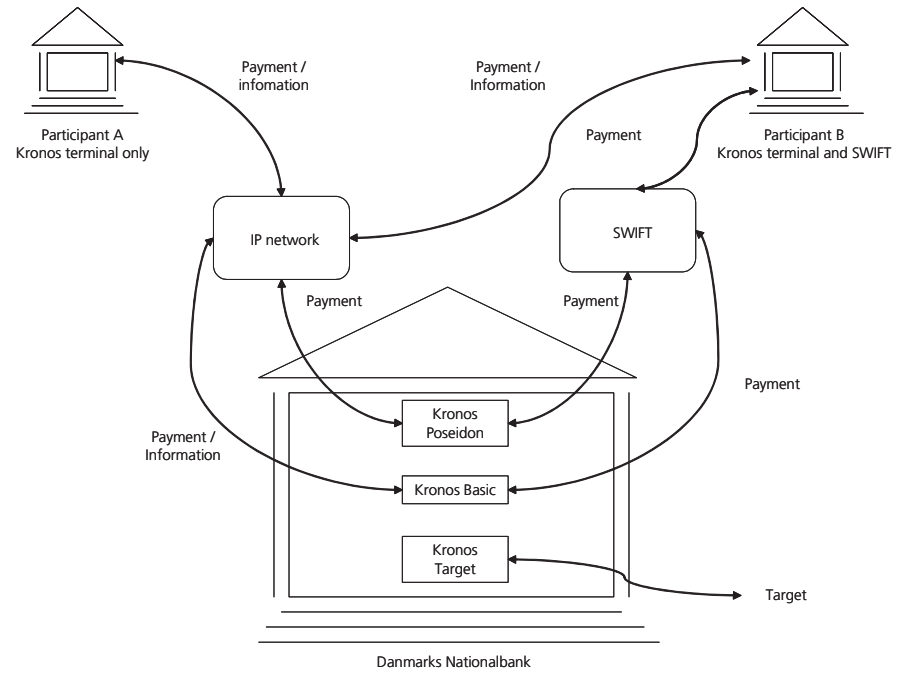 Payment /
infomation
Payment /
Information
Participant A
Kronos terminal only
Payment
Participant B
Kronos terminal and SWIFT
IP network
SWIFT
Payment
Payment
Payment
Kronos
Poseidon
Payment /
Information
Kronos Basic
Kronos
Target
Target
Danmarks Nationalbank